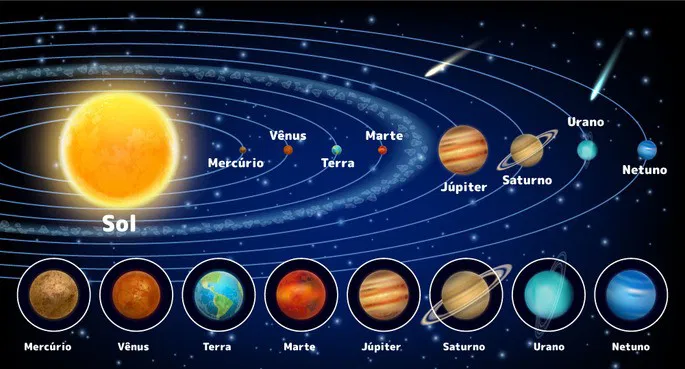 Mercúrio
Vênus
Terra
Marte
Júpiter
Saturno
Urano
Netuno
Sol
Mercúrio
Vênus
Terra
Marte
Júpiter
Saturno
Urano
Netuno